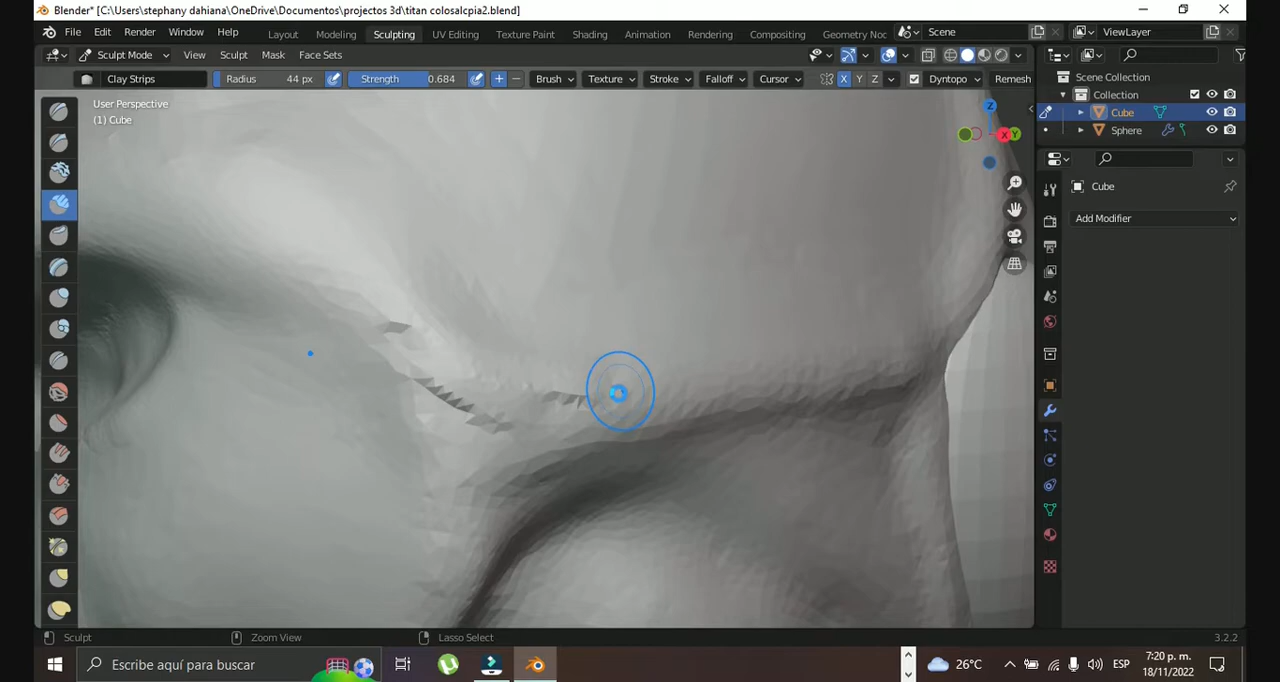 Blender* [C:\Users\stephany dahiana\OneDrive\Documentos\projectos 3d\titan colosalcpia2.blend]
File Edit Render Window Help Layout Modeling Sculpting UV Editing Texture Paint Shading Animation Rendering Compositing Geometry Noc Scene ViewLayer
Sculpt Mode View Sculpt Mask Face Sets
Clay Strips Radius 44 px Strength 0.684 Brush Texture Stroke Falloff Cursor X Y Z Dyntopo Remesh
User Perspective
(1) Cube
Z
X Y
Scene Collection
Collection
Cube
Sphere
Cube
Add Modifier
Sculpt Zoom View Lasso Select 3.2.2
Escribe aquí para buscar
26°C
ESP
7:20 p. m.
18/11/2022